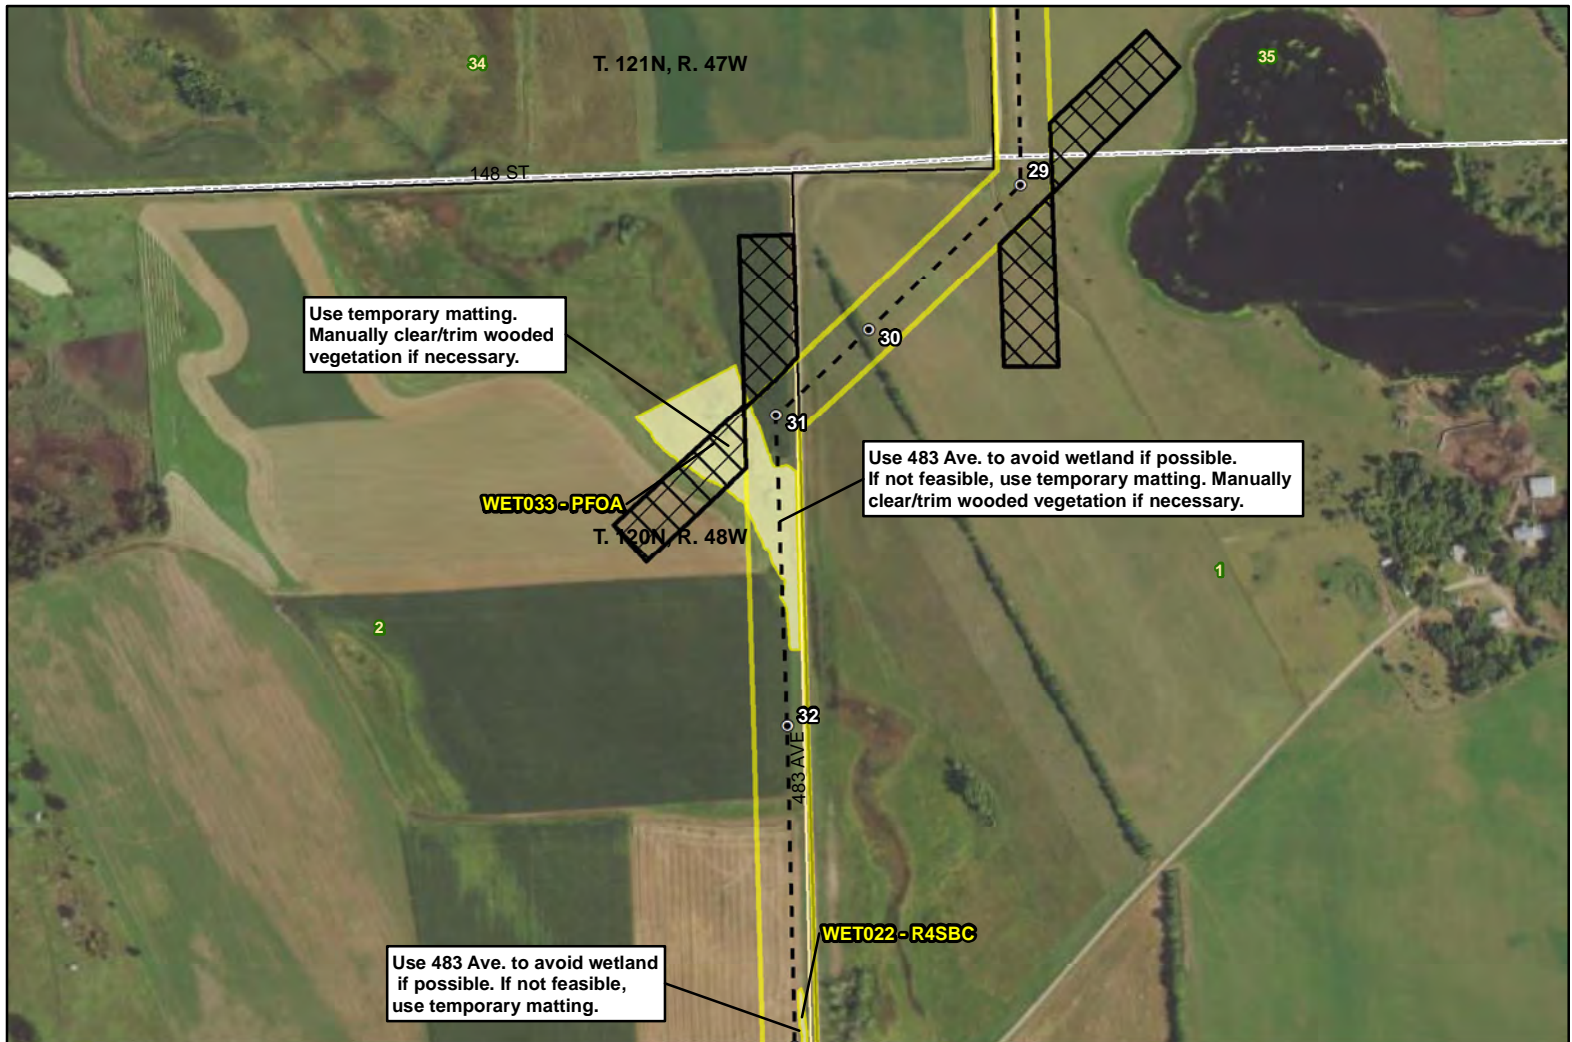 34
T. 121N, R. 47W
35
148 ST
29
Use temporary matting.
Manually clear/trim wooded
vegetation if necessary.
30
31
Use 483 Ave. to avoid wetland if possible.
If not feasible, use temporary matting. Manually
clear/trim wooded vegetation if necessary.
WET033 - PFOA
T. 120N, R. 48W
1
2
32
483 AVE
WET022 - R4SBC
Use 483 Ave. to avoid wetland
if possible. If not feasible,
use temporary matting.